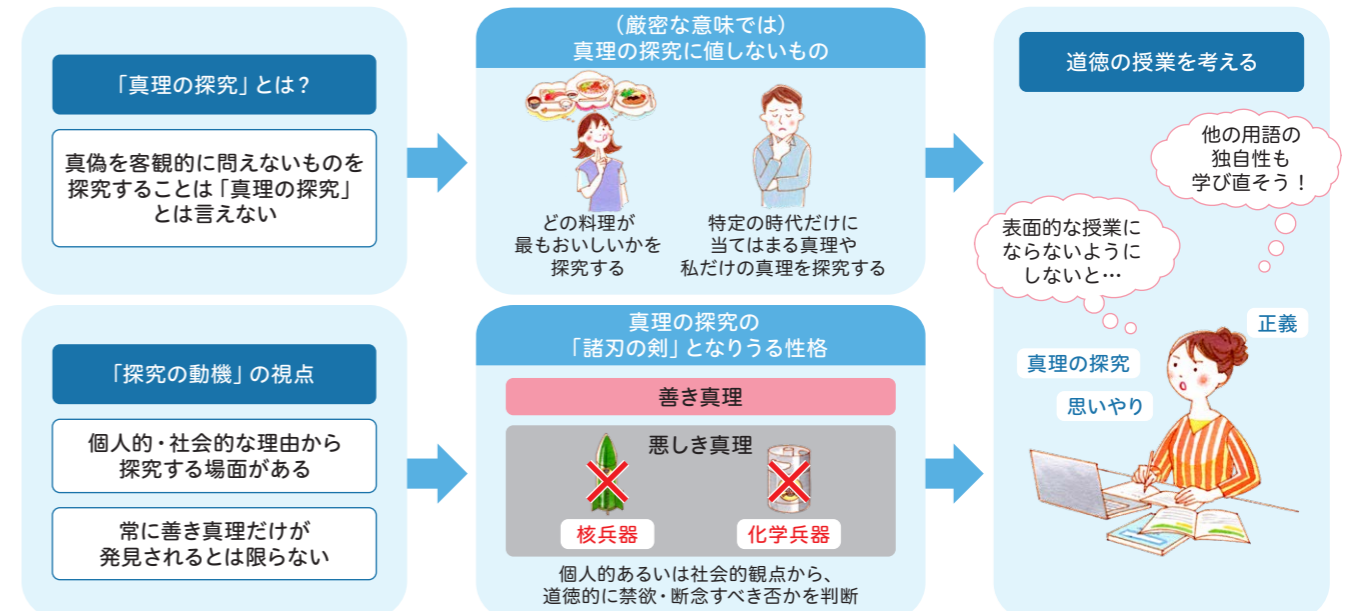 「真理の探究」とは？
真偽を客観的に問えないものを
探究することは「真理の探究」
とは言えない
（厳密な意味では）
真理の探究に値しないもの
どの料理が
最もおいしいかを
探究する
特定の時代だけに
当てはまる真理や
私だけの真理を探究する
「探究の動機」の視点
個人的・社会的な理由から
探究する場面がある
常に善き真理だけが
発見されるとは限らない
真理の探究の
「諸刃の剣」となりうる性格
善き真理
悪しき真理
核兵器
化学兵器
個人的あるいは社会的観点から、
道徳的に禁欲・断念すべき否かを判断
道徳の授業を考える
他の用語の
独自性も
学び直そう！
表面的な授業に
ならないように
しないと…
正義
真理の探究
思いやり